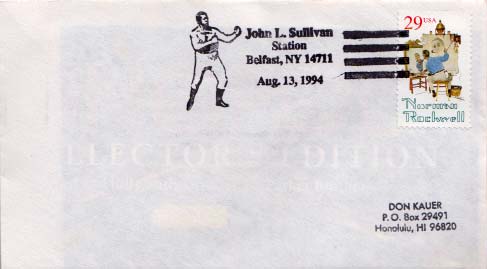 John L. Sullivan
Station
Belfast, NY 14711
Aug. 13, 1994
29 USA
Norman
Rockwell
COLLECTOR EDITION
DON KAUER
P. O. Box 29491
Honolulu, HI 96820